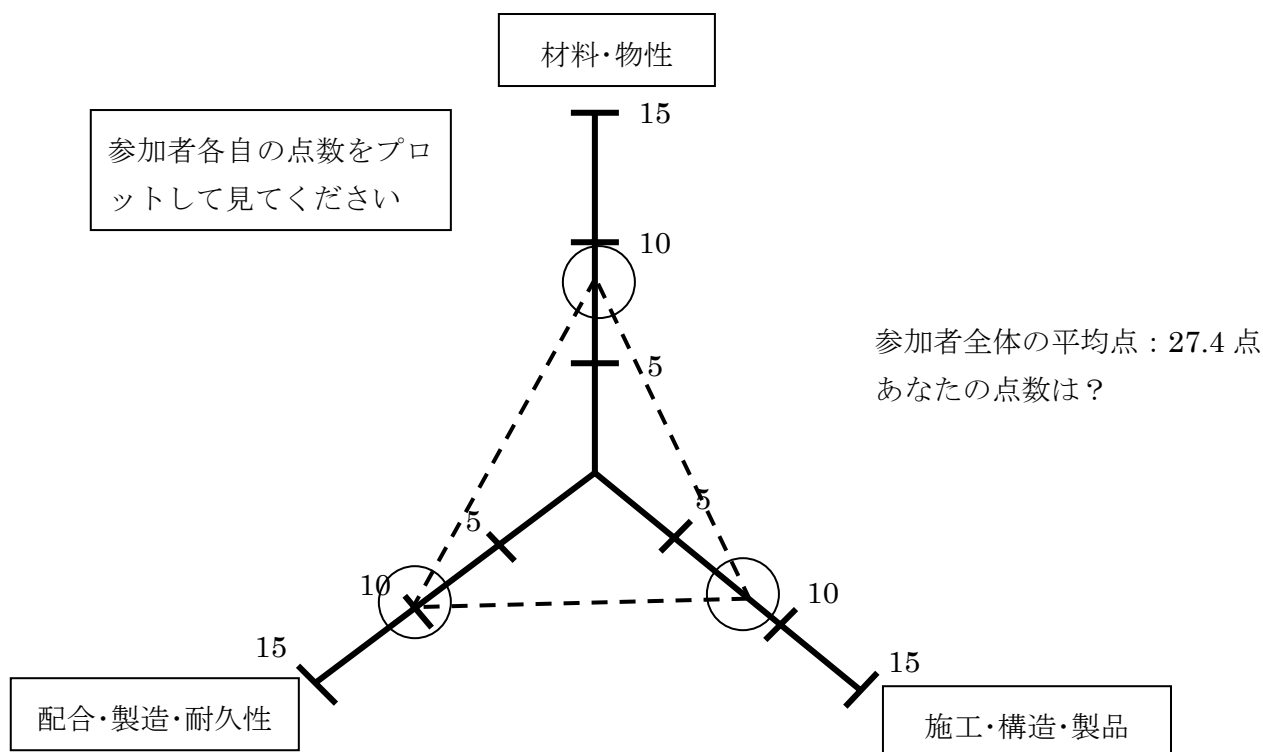 材料･物性
15
参加者各自の点数をプロ
ットして見てください
10
参加者全体の平均点：27.4 点
5
あなたの点数は？
5
5
10
10
15
15
配合･製造･耐久性
施工･構造･製品